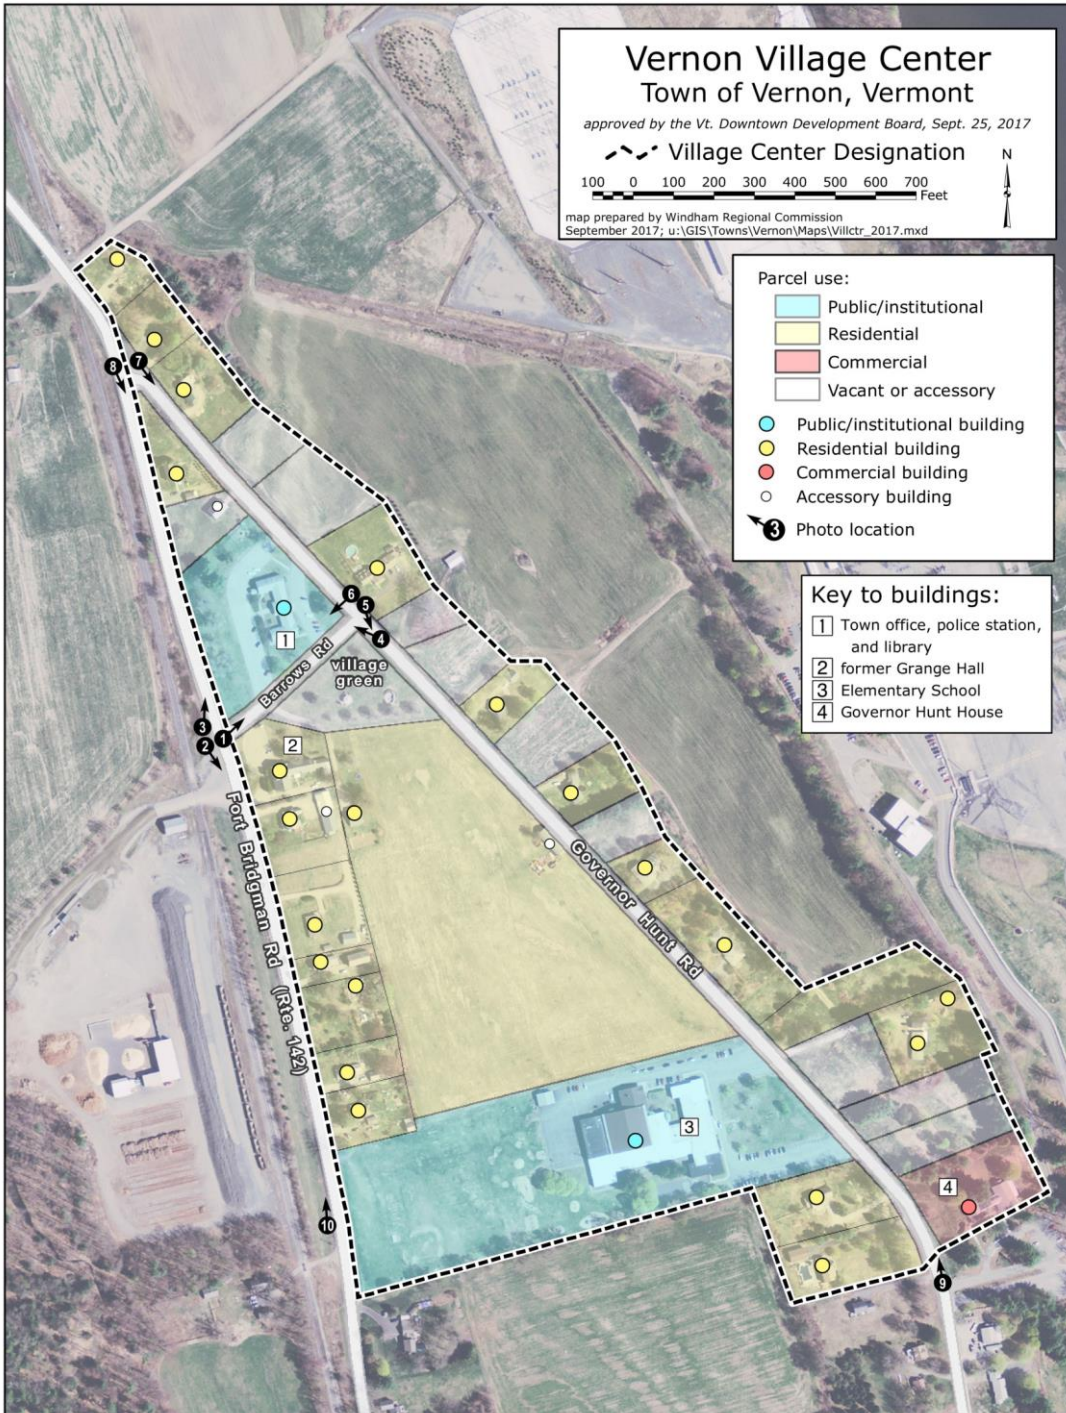 Vernon Village Center
Town of Vernon, Vermont
approved by the Vt. Downtown Development Board, Sept. 25, 2017
Village Center Designation
N
100 0 100 200 300 400 500 600 700
Feet
map prepared by Windham Regional Commission
September 2017; u:\GIS\Towns\Vernon\Maps\Villctr_2017.mxd
Parcel use:
Public/institutional
Residential
Commercial
Vacant or accessory
Public/institutional building
Residential building
Commercial building
Accessory building
3 Photo location
Key to buildings:
1 Town office, police station,
and library
2 former Grange Hall
3 Elementary School
4 Governor Hunt House
8
7
6
5
4
1
Barrows Rd
village
green
3
2
1
2
Fort Bridgman Rd (Rte. 142)
Governor Hunt Rd
3
4
10
9